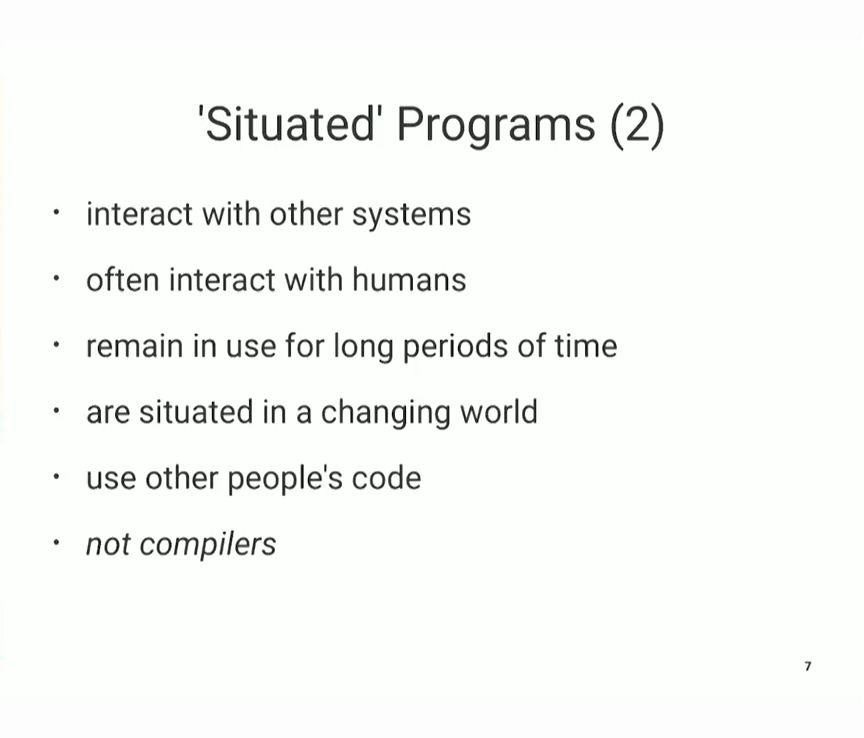 'Situated' Programs (2)
• interact with other systems
• often interact with humans
• remain in use for long periods of time
• are situated in a changing world
• use other people's code
• not compilers
7